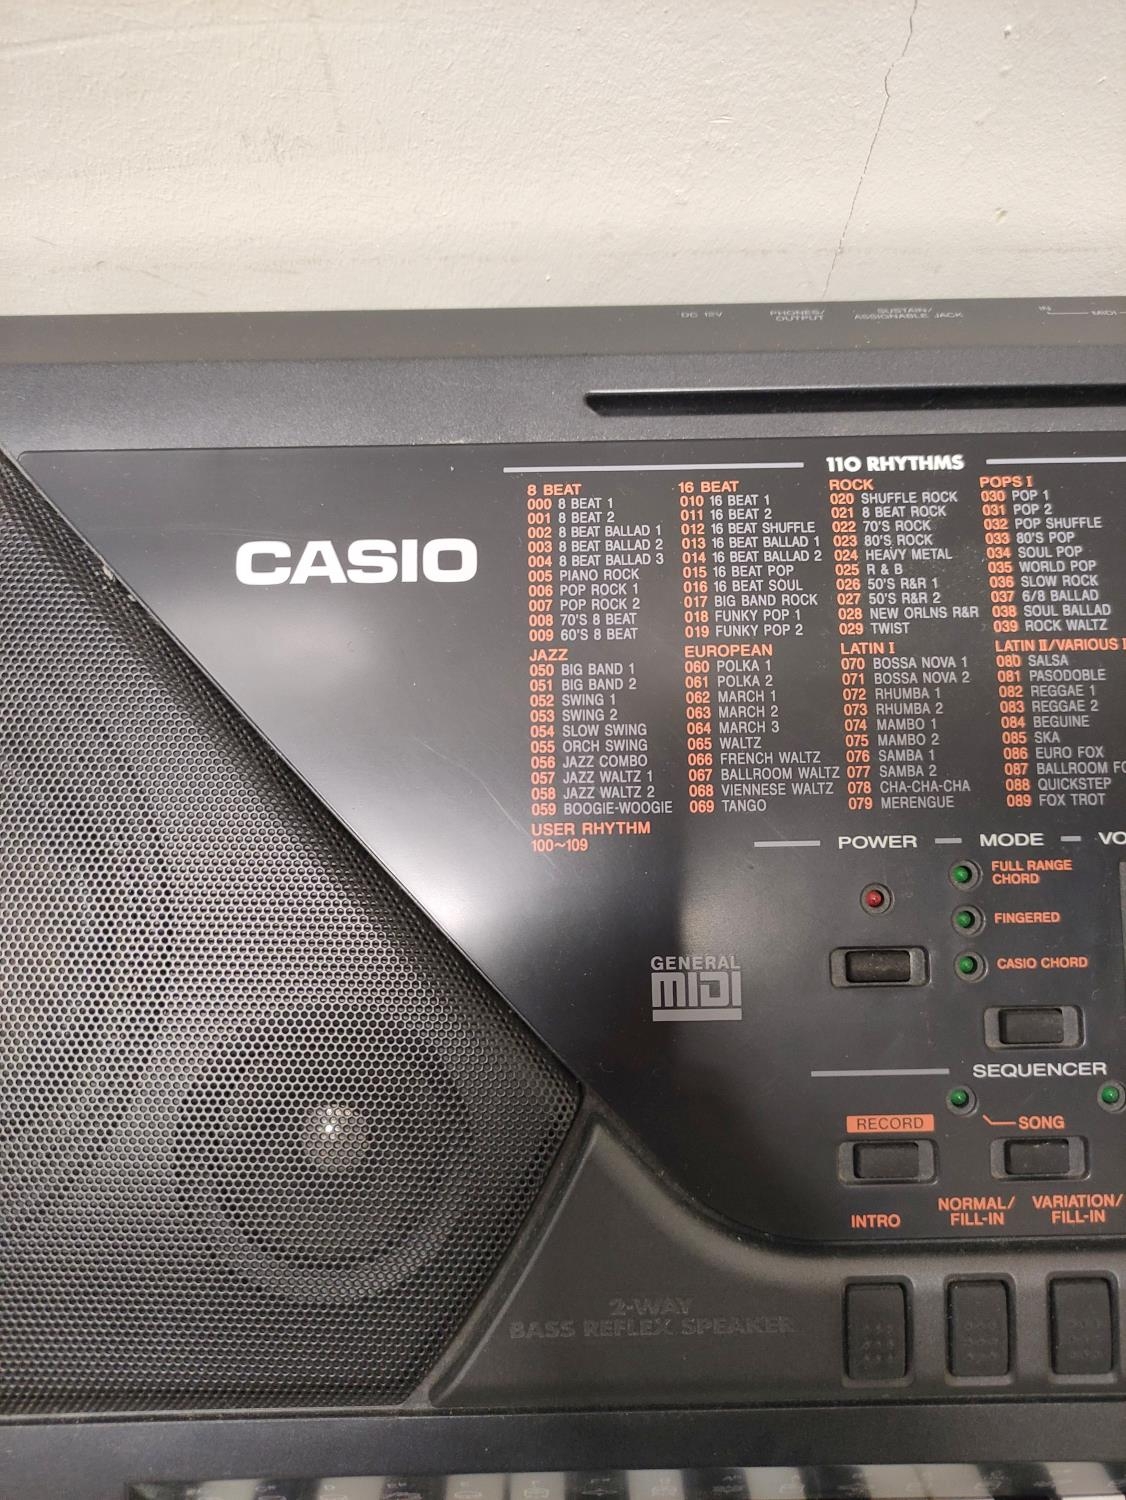 DC 12V
PHONES/
OUTPUT
SUSTAIN/
ASSIGNABLE JACK
IN
MIDI
110 RHYTHMS
CASIO
8 BEAT
000 8 BEAT 1
001 8 BEAT 2
002 8 BEAT BALLAD 1
003 8 BEAT BALLAD 2
004 8 BEAT BALLAD 3
005 PIANO ROCK
006 POP ROCK 1
007 POP ROCK 2
008 70'S 8 BEAT
009 60'S 8 BEAT
16 BEAT
010 16 BEAT 1
011 16 BEAT 2
012 16 BEAT SHUFFLE
013 16 BEAT BALLAD 1
014 16 BEAT BALLAD 2
015 16 BEAT POP
016 16 BEAT SOUL
017 BIG BAND ROCK
018 FUNKY POP 1
019 FUNKY POP 2
ROCK
020 SHUFFLE ROCK
021 8 BEAT ROCK
022 70'S ROCK
023 80'S ROCK
024 HEAVY METAL
025 R & B
026 50'S R&R 1
027 50'S R&R 2
028 NEW ORLNS R&R
029 TWIST
POPS I
030 POP 1
031 POP 2
032 POP SHUFFLE
033 80'S POP
034 SOUL POP
035 WORLD POP
036 SLOW ROCK
037 6/8 BALLAD
038 SOUL BALLAD
039 ROCK WALTZ
JAZZ
050 BIG BAND 1
051 BIG BAND 2
052 SWING 1
053 SWING 2
054 SLOW SWING
055 ORCH SWING
056 JAZZ COMBO
057 JAZZ WALTZ 1
058 JAZZ WALTZ 2
059 BOOGIE-WOOGIE
EUROPEAN
060 POLKA 1
061 POLKA 2
062 MARCH 1
063 MARCH 2
064 MARCH 3
065 WALTZ
066 FRENCH WALTZ
067 BALLROOM WALTZ
068 VIENNESE WALTZ
069 TANGO
LATIN I
070 BOSSA NOVA 1
071 BOSSA NOVA 2
072 RHUMBA 1
073 RHUMBA 2
074 MAMBO 1
075 MAMBO 2
076 SAMBA 1
077 SAMBA 2
078 CHA-CHA-CHA
079 MERENGUE
LATIN II/VARIOUS I
080 SALSA
081 PASODOBLE
082 REGGAE 1
083 REGGAE 2
084 BEGUINE
085 SKA
086 EURO FOX
087 BALLROOM FO
088 QUICKSTEP
089 FOX TROT
USER RHYTHM
100~109
POWER
MODE
VO
FULL RANGE
CHORD
FINGERED
CASIO CHORD
GENERAL
MIDI
SEQUENCER
RECORD
SONG
INTRO
NORMAL/
FILL-IN
VARIATION/
FILL-IN
2-WAY
BASS REFLEX SPEAKER